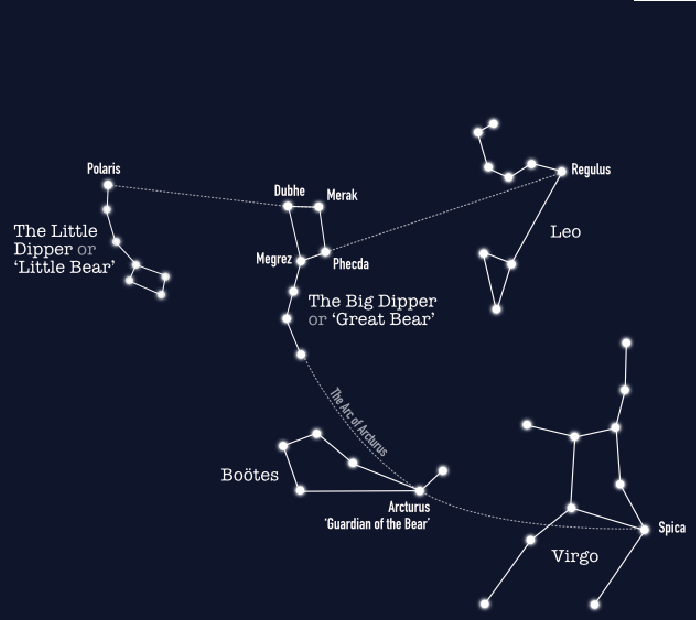 Polaris
Dubhe
Merak
Regulus
The Little
Dipper or
'Little Bear'
Leo
Megrez
Phecda
The Big Dipper
or 'Great Bear'
The Arc of Arcturus
Boötes
Arcturus
'Guardian of the Bear'
Spica
Virgo